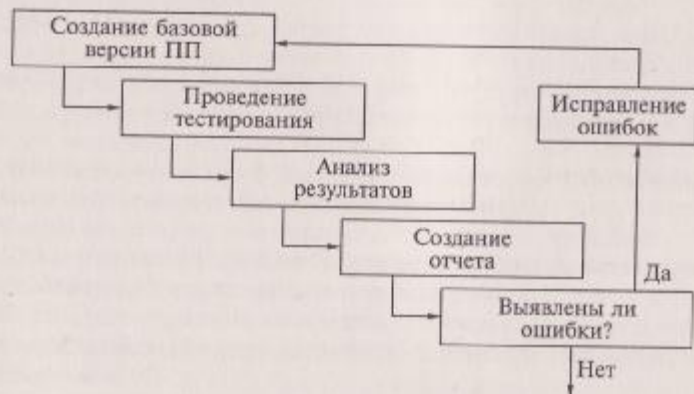 Создание базовой
версии ПП
Проведение
тестирования
Исправление
ошибок
Анализ
результатов
Создание
отчета
Да
Выявлены ли
ошибки?
Нет